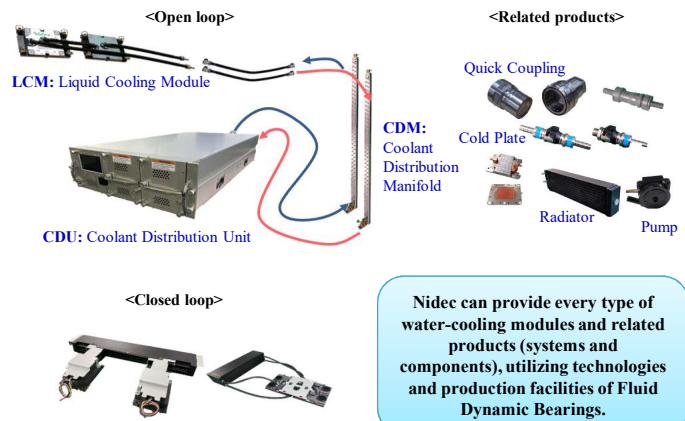 <Open loop>
LCM: Liquid Cooling Module
CDU: Coolant Distribution Unit
CDM:
Coolant
Distribution
Manifold
<Related products>
Quick Coupling
Cold Plate
Radiator
Pump
<Closed loop>
Nidec can provide every type of
water-cooling modules and related
products (systems and
components), utilizing technologies
and production facilities of Fluid
Dynamic Bearings.